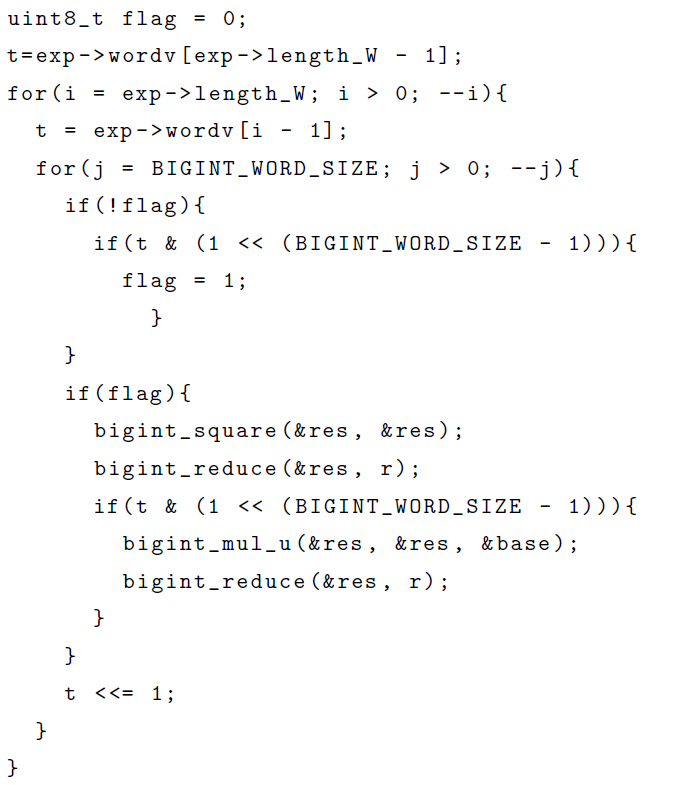 uint8_t flag = 0;
t=exp->wordv[exp->length_W - 1];
for(i = exp->length_W; i > 0; --i){
  t = exp->wordv[i - 1];
  for(j = BIGINT_WORD_SIZE; j > 0; --j){
    if(!flag){
      if(t & (1 << (BIGINT_WORD_SIZE - 1))){
        flag = 1;
          }
    }
    if(flag){
      bigint_square(&res, &res);
      bigint_reduce(&res, r);
      if(t & (1 << (BIGINT_WORD_SIZE - 1))){
        bigint_mul_u(&res, &res, &base);
        bigint_reduce(&res, r);
      }
    }
    t <<= 1;
  }
}